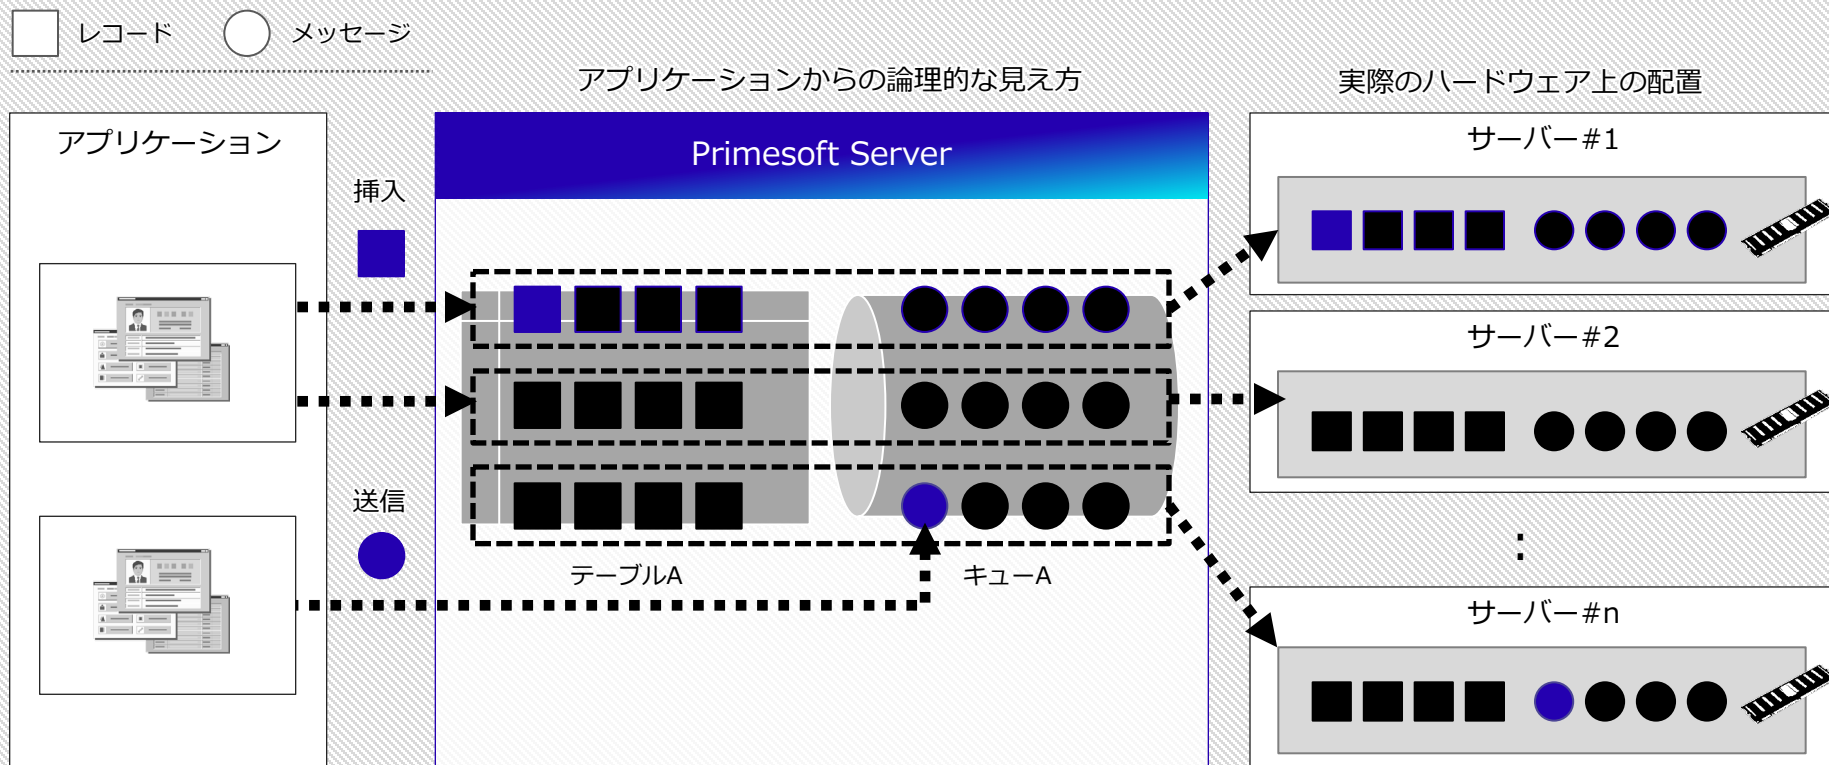 レコード
メッセージ
アプリケーションからの論理的な見え方
実際のハードウェア上の配置
アプリケーション
挿入
送信
Primesoft Server
テーブルA
キューA
サーバー#1
サーバー#2
:
サーバー#n